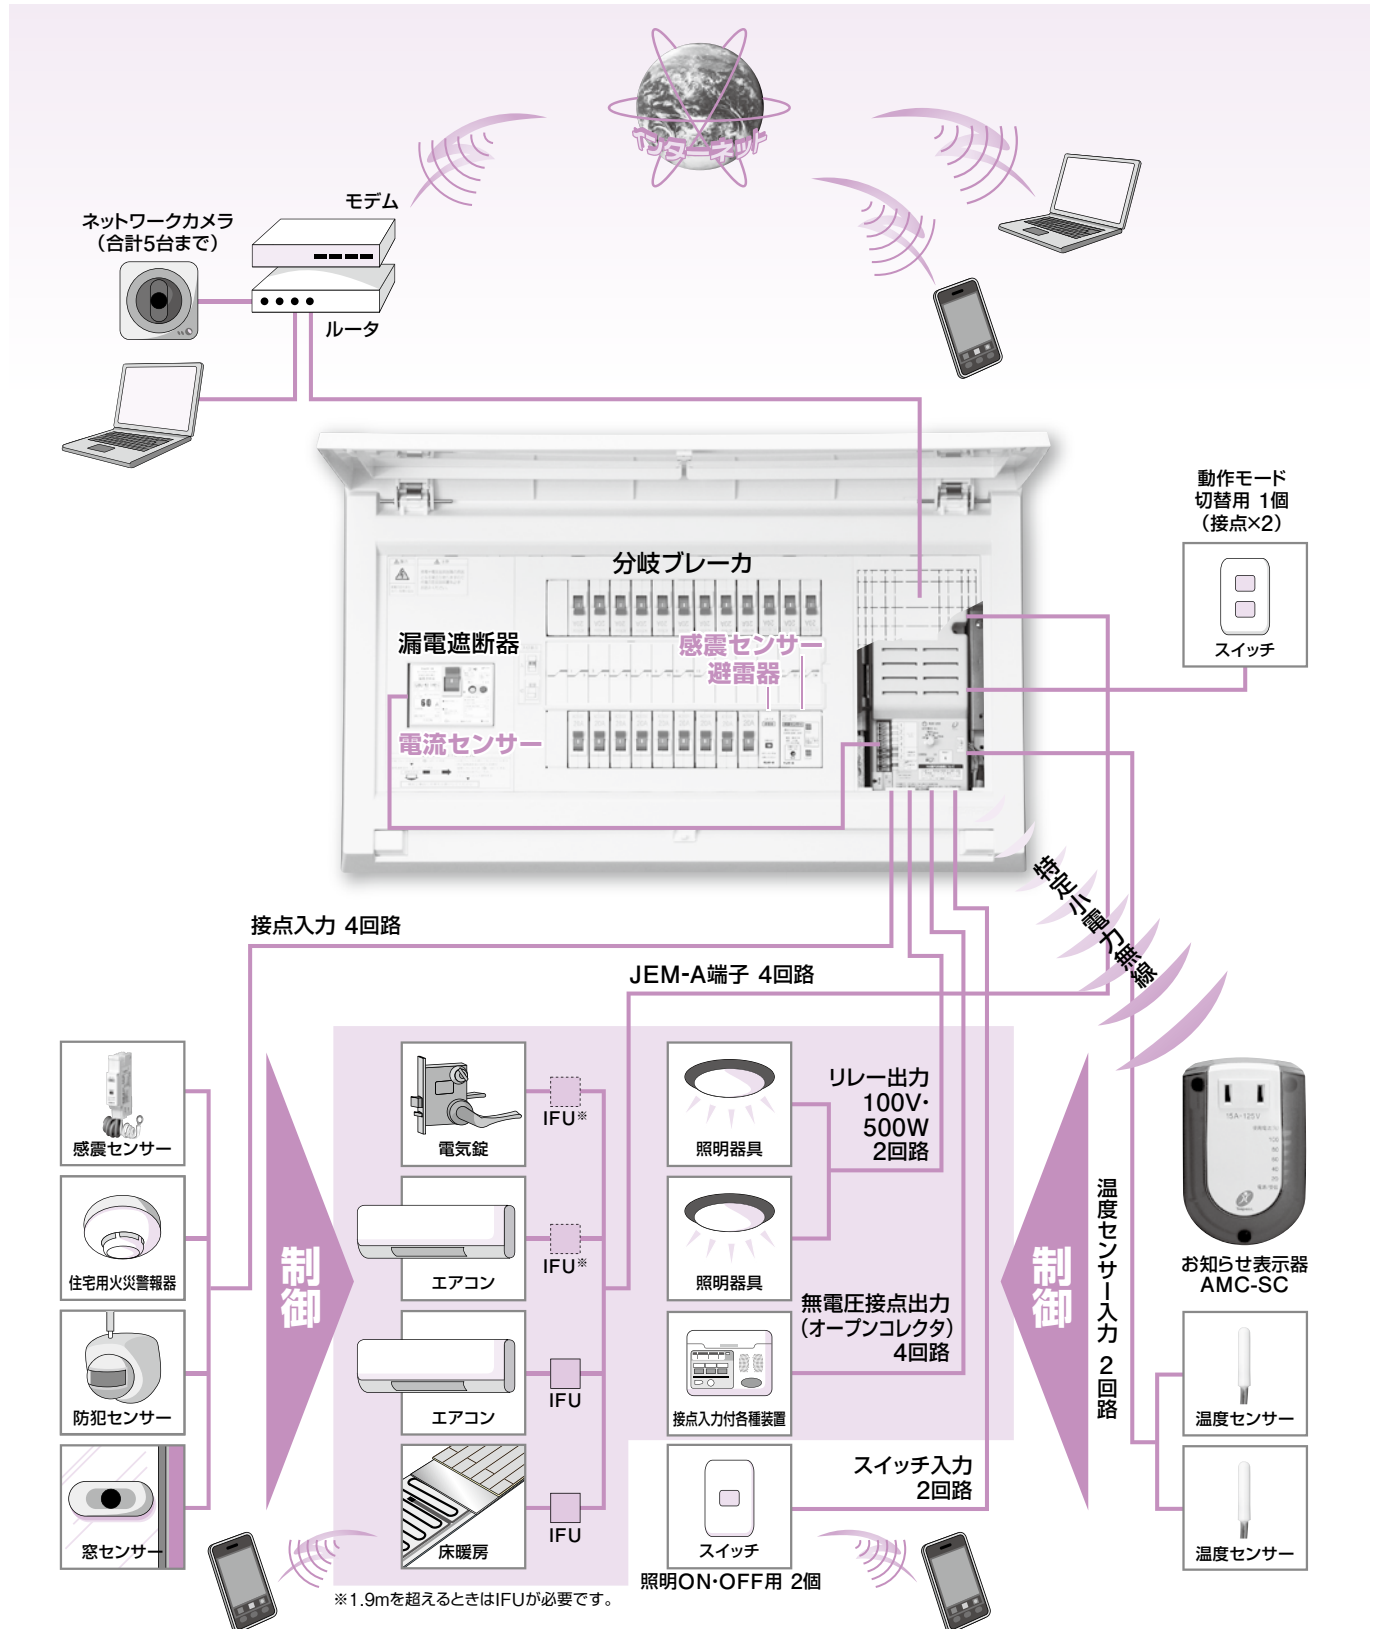 インターネット
モデム
ネットワークカメラ
（合計5台まで）
ルータ
動作モード
切替用 1個
（接点×2）
スイッチ
分岐ブレーカ
漏電遮断器
感震センサー
避雷器
60
電流センサー
特定小電力無線
接点入力 4回路
JEM-A端子 4回路
感震センサー
住宅用火災警報器
防犯センサー
窓センサー
制御
電気錠
IFU※
エアコン
IFU※
エアコン
IFU
床暖房
IFU
※1.9mを超えるときはIFUが必要です。
照明器具
照明器具
リレー出力
100V・
500W
2回路
無電圧接点出力
（オープンコレクタ）
4回路
接点入力付各種装置
スイッチ入力
2回路
スイッチ
照明ON・OFF用 2個
制御
温度センサー入力 2回路
15A-125V
100
80
60
40
20
お知らせ表示器
AMC-SC
温度センサー
温度センサー